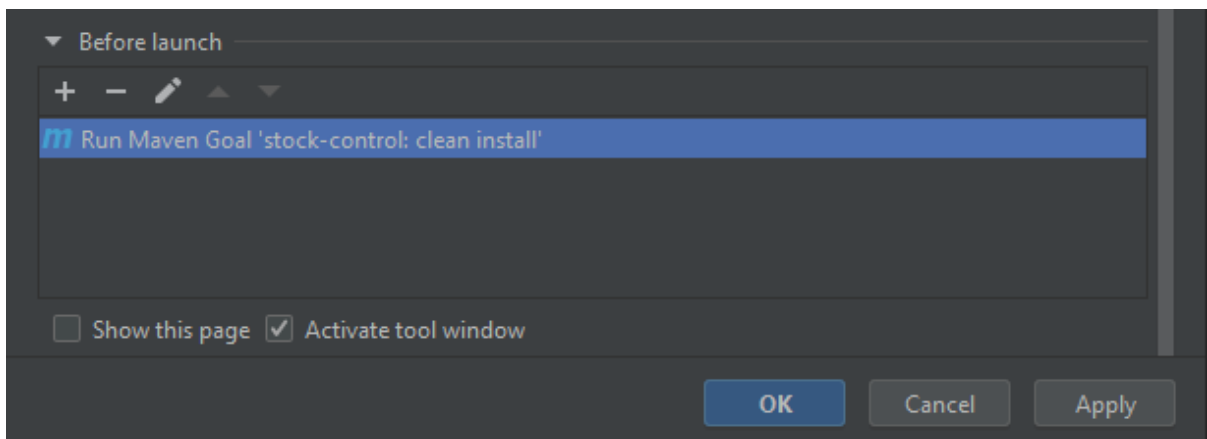 Before launch
m Run Maven Goal 'stock-control: clean install'
Show this page Activate tool window
OK Cancel Apply